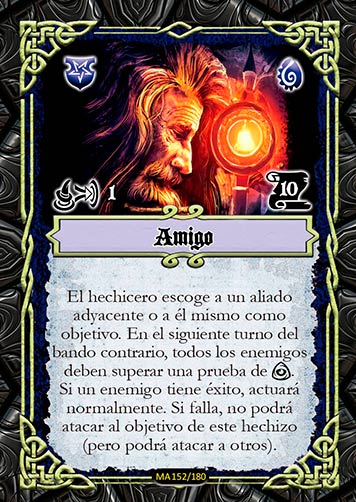 1
10
Amigo
El hechicero escoge a un aliado
adyacente o a él mismo como
objetivo. En el siguiente turno del
bando contrario, todos los enemigos
deben superar una prueba de .
Si un enemigo tiene éxito, actuará
normalmente. Si falla, no podrá
atacar al objetivo de este hechizo
(pero podrá atacar a otros).
MA152/180